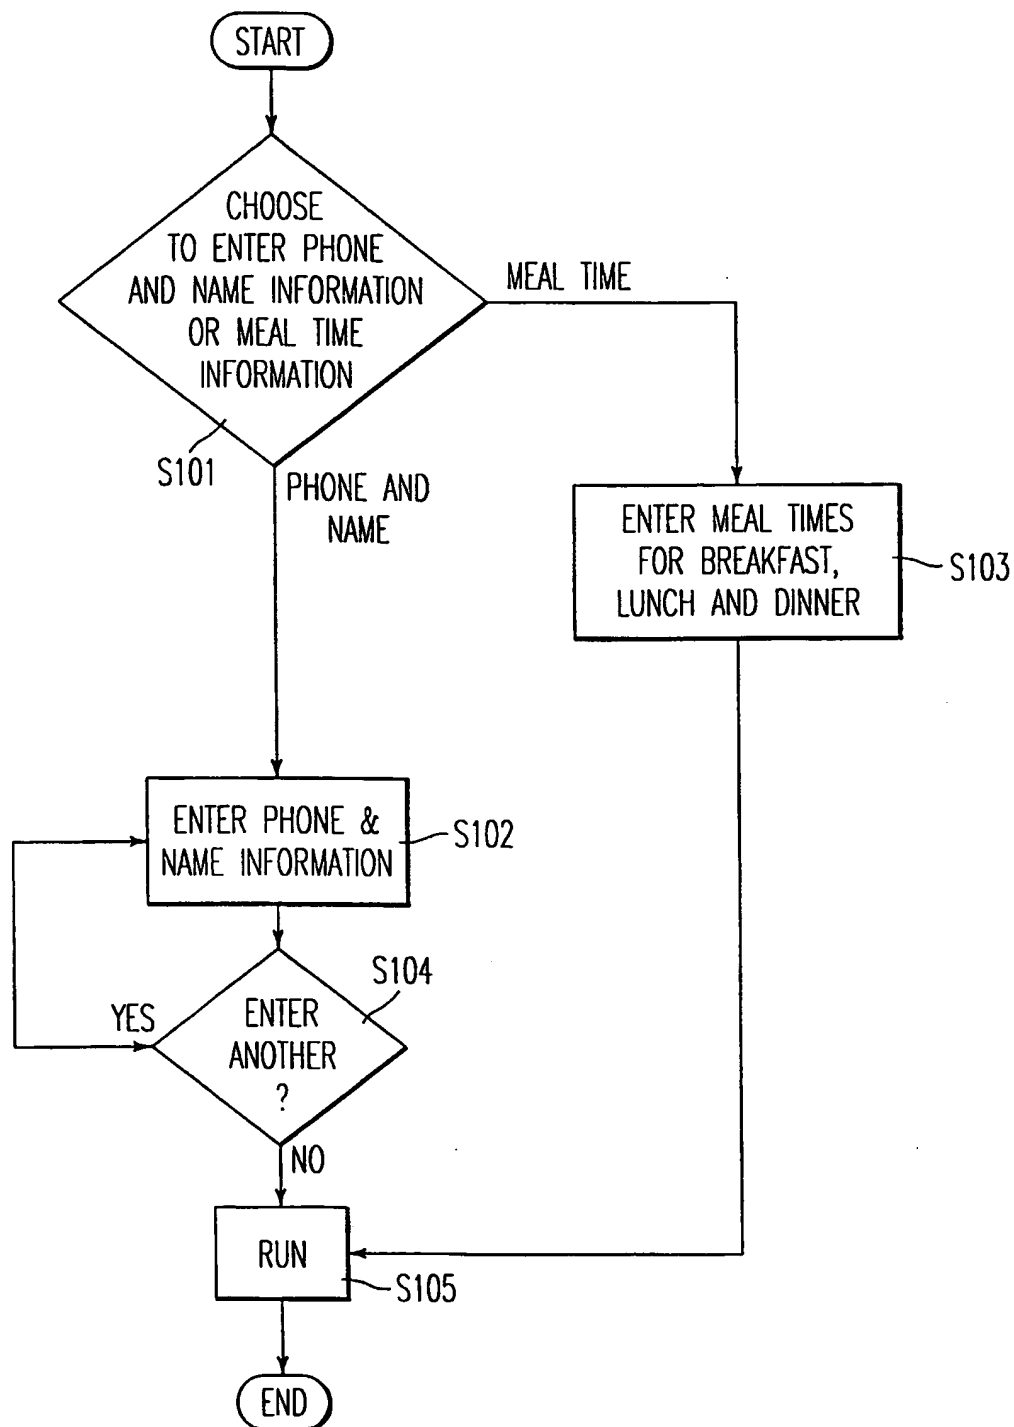 START
CHOOSE
TO ENTER PHONE
AND NAME INFORMATION
OR MEAL TIME
INFORMATION
S101
MEAL TIME
PHONE AND
NAME
ENTER MEAL TIMES
FOR BREAKFAST,
LUNCH AND DINNER
S103
ENTER PHONE &
NAME INFORMATION
S102
S104
YES
ENTER
ANOTHER
?
NO
RUN
S105
END